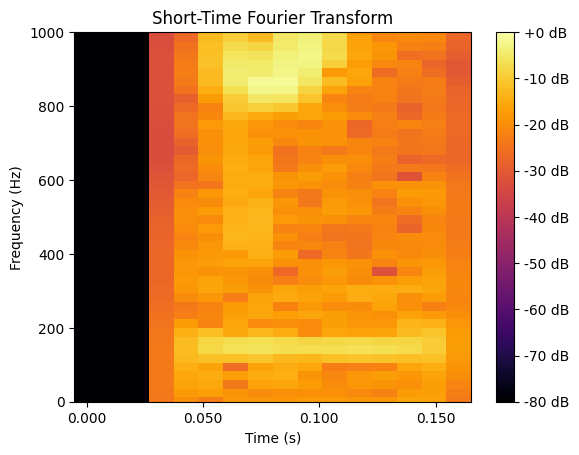 Short-Time Fourier Transform
1000
800
600
400
200
0
Frequency (Hz)
0.000
0.050
0.100
0.150
Time (s)
+0 dB
-10 dB
-20 dB
-30 dB
-40 dB
-50 dB
-60 dB
-70 dB
-80 dB